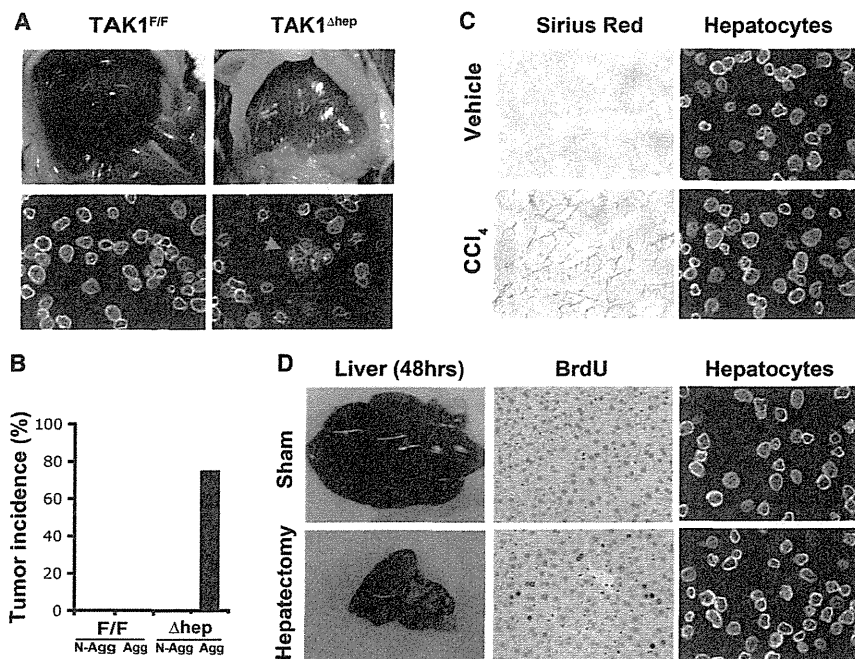 A
TAK1F/F
TAK1Δhep
B
Tumor incidence (%)
100
80
60
40
20
0
F/F
Δhep
N-Agg Agg N-Agg Agg
C
Sirius Red
Hepatocytes
Vehicle
CCl4
D
Liver (48hrs)
BrdU
Hepatocytes
Sham
Hepatectomy